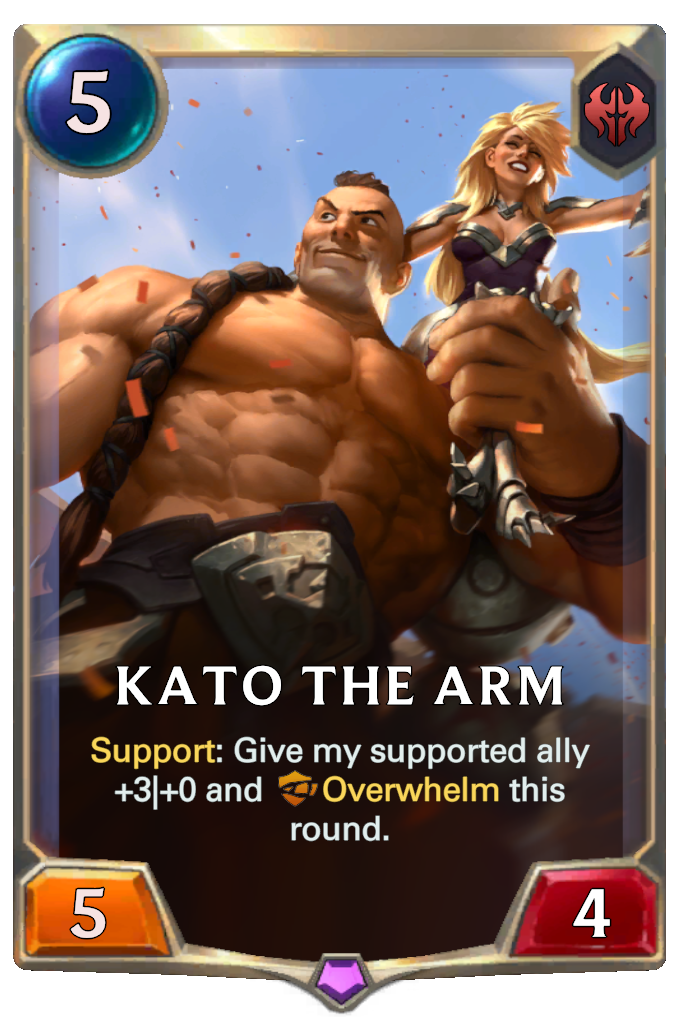 5
KATO THE ARM
Support: Give my supported ally
+3|+0 and Overwhelm this
round.
5
4